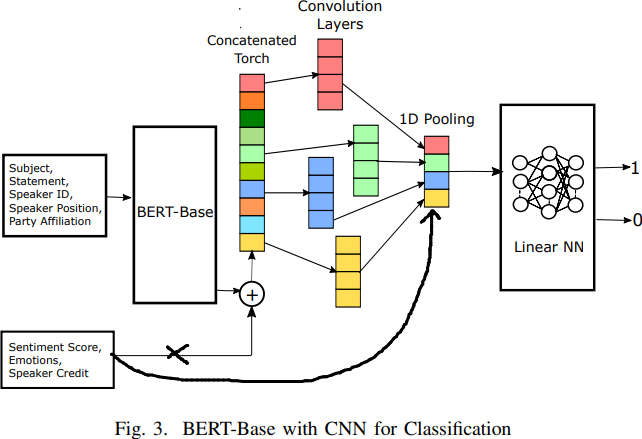 Convolution
Layers
Concatenated
Torch
1D Pooling
Subject,
Statement,
Speaker ID,
Speaker Position,
Party Affiliation
BERT-Base
1
0
Linear NN
+
Sentiment Score,
Emotions,
Speaker Credit
Fig. 3. BERT-Base with CNN for Classification